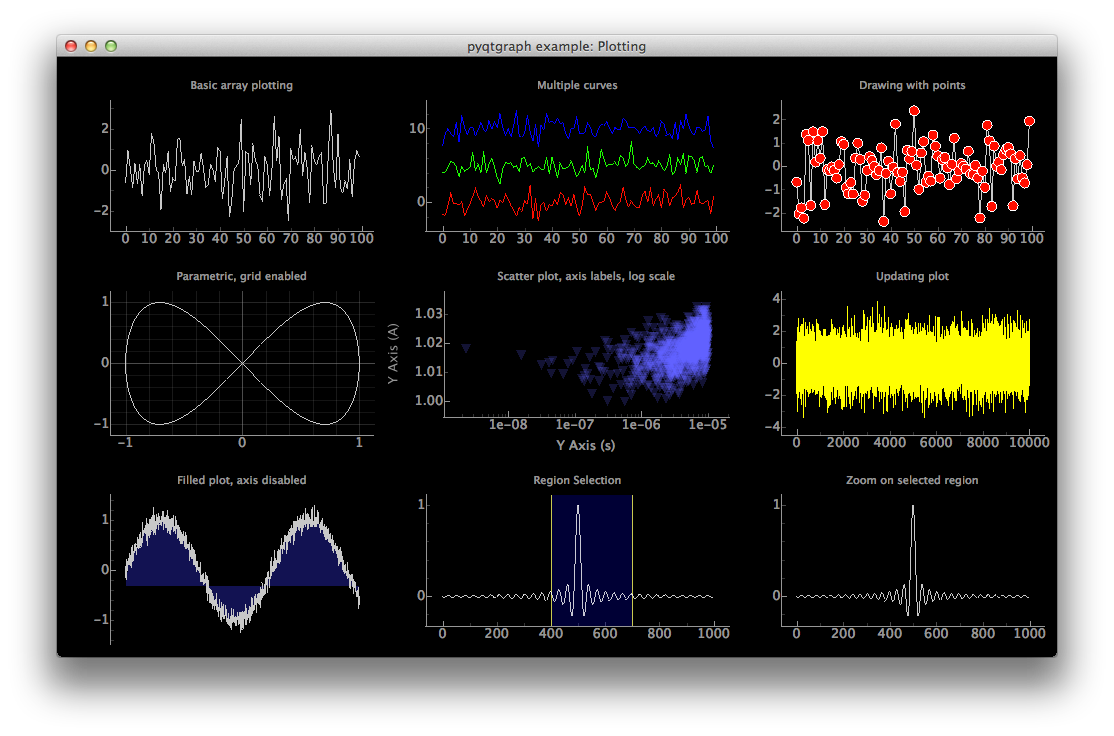 pyqtgraph example: Plotting
Basic array plotting
2
0
−2
0 10 20 30 40 50 60 70 80 90 100
Multiple curves
10
0
0 10 20 30 40 50 60 70 80 90 100
Drawing with points
2
1
0
−1
−2
0 10 20 30 40 50 60 70 80 90 100
Parametric, grid enabled
1
0
−1
−1 0 1
Scatter plot, axis labels, log scale
Y Axis (A)
1.03
1.02
1.01
1.00
1e-08 1e-07 1e-06 1e-05
Y Axis (s)
Updating plot
4
2
0
−2
−4
0 2000 4000 6000 8000 10000
Filled plot, axis disabled
1
0
−1
Region Selection
1
0
0 200 400 600 800 1000
Zoom on selected region
1
0
0 200 400 600 800 1000